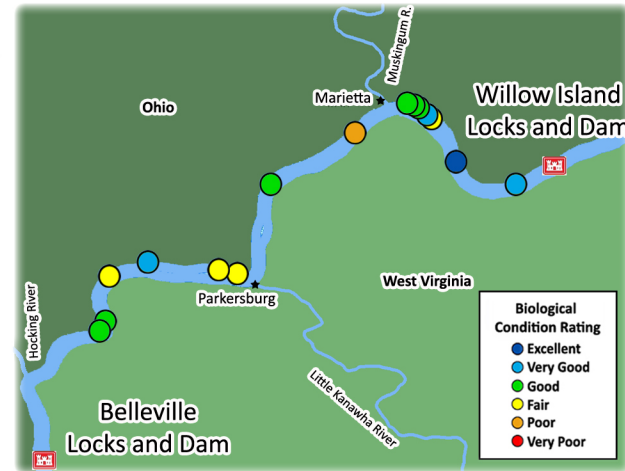 Muskingum R.
Marietta
Willow Island
Locks and Dam
Ohio
West Virginia
Parkersburg
Hocking River
Little Kanawha River
Belleville
Locks and Dam
Biological
Condition Rating
Excellent
Very Good
Good
Fair
Poor
Very Poor